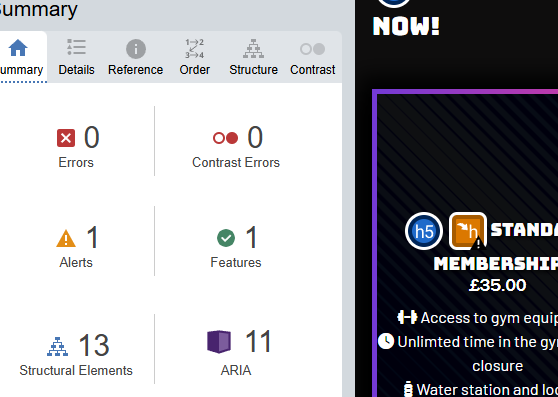 ummary
ummary
Details
Reference
Order
Structure
Contrast
0
Errors
0
Contrast Errors
1
Alerts
1
Features
13
Structural Elements
11
ARIA
NOW!
h5
h
STANDA
MEMBERSHIP
£35.00
Access to gym equip
Unlimted time in the gy
closure
Water station and loc